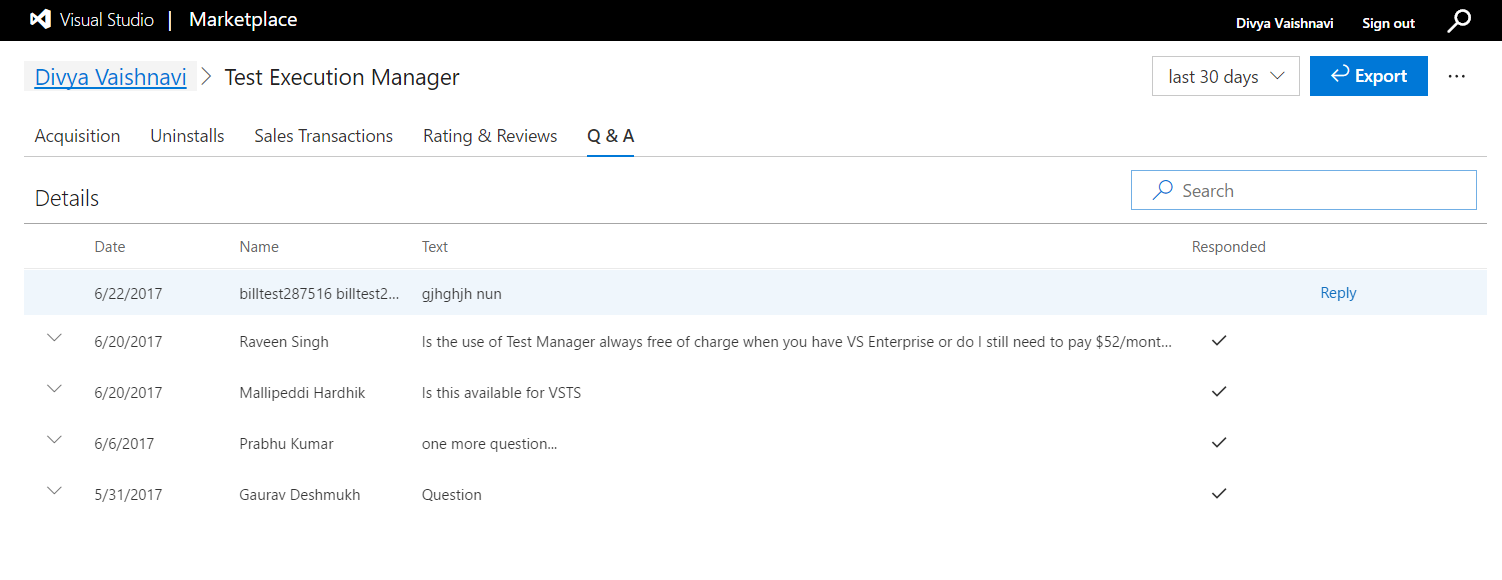 Visual Studio | Marketplace Divya Vaishnavi Sign out
Divya Vaishnavi > Test Execution Manager last 30 days Export ...
Acquisition Uninstalls Sales Transactions Rating & Reviews Q & A
Details Search
Date Name Text Responded
6/22/2017 billtest287516 billtest2... gjhghjh nun Reply
6/20/2017 Raveen Singh Is the use of Test Manager always free of charge when you have VS Enterprise or do I still need to pay $52/mont...
6/20/2017 Mallipeddi Hardhik Is this available for VSTS
6/6/2017 Prabhu Kumar one more question...
5/31/2017 Gaurav Deshmukh Question